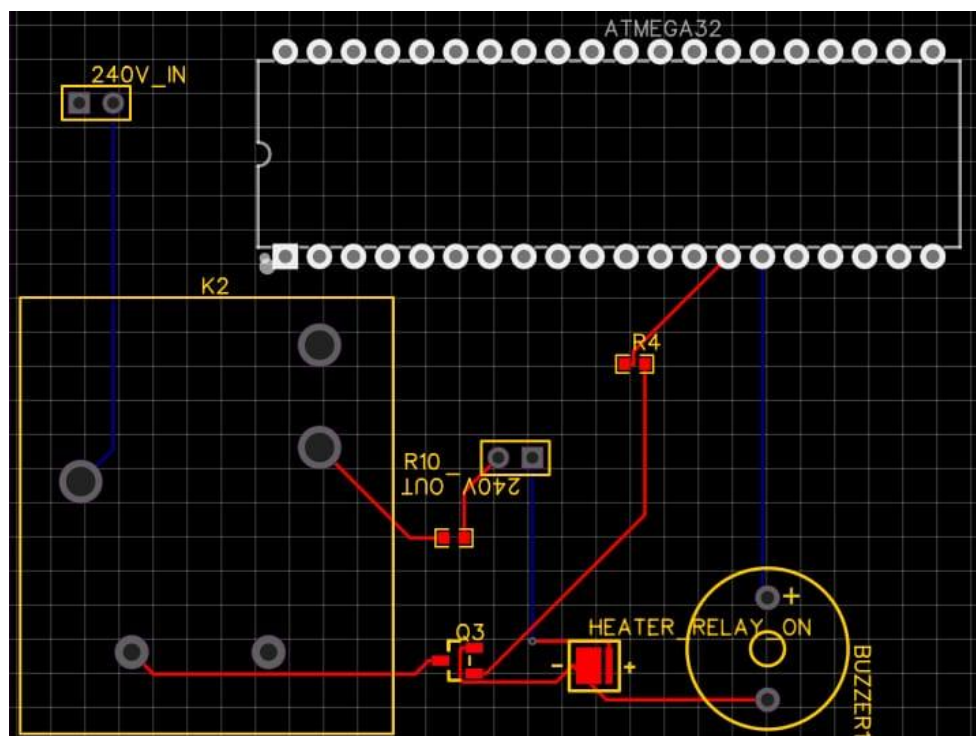 ATMEGA32
240V_IN
K2
R4
R10
240V_OUT
Q3
HEATER_RELAY_ON
- +
+
BUZZER1